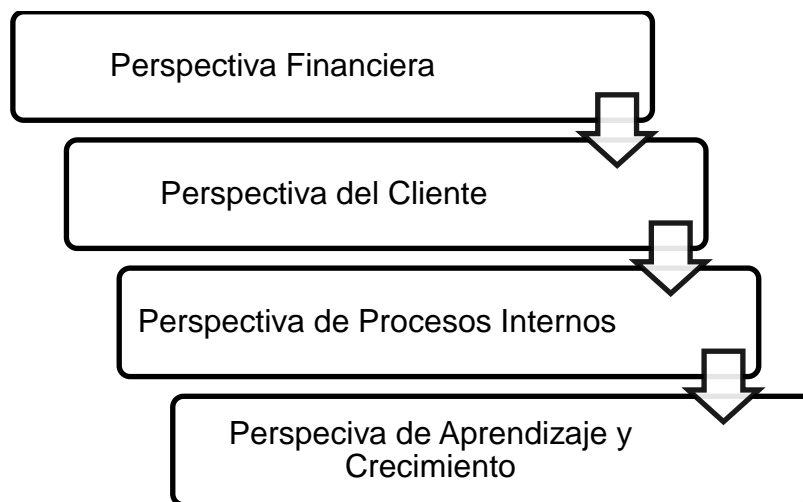 Perspectiva Financiera
Perspectiva del Cliente
Perspectiva de Procesos Internos
Perspeciva de Aprendizaje y
Crecimiento